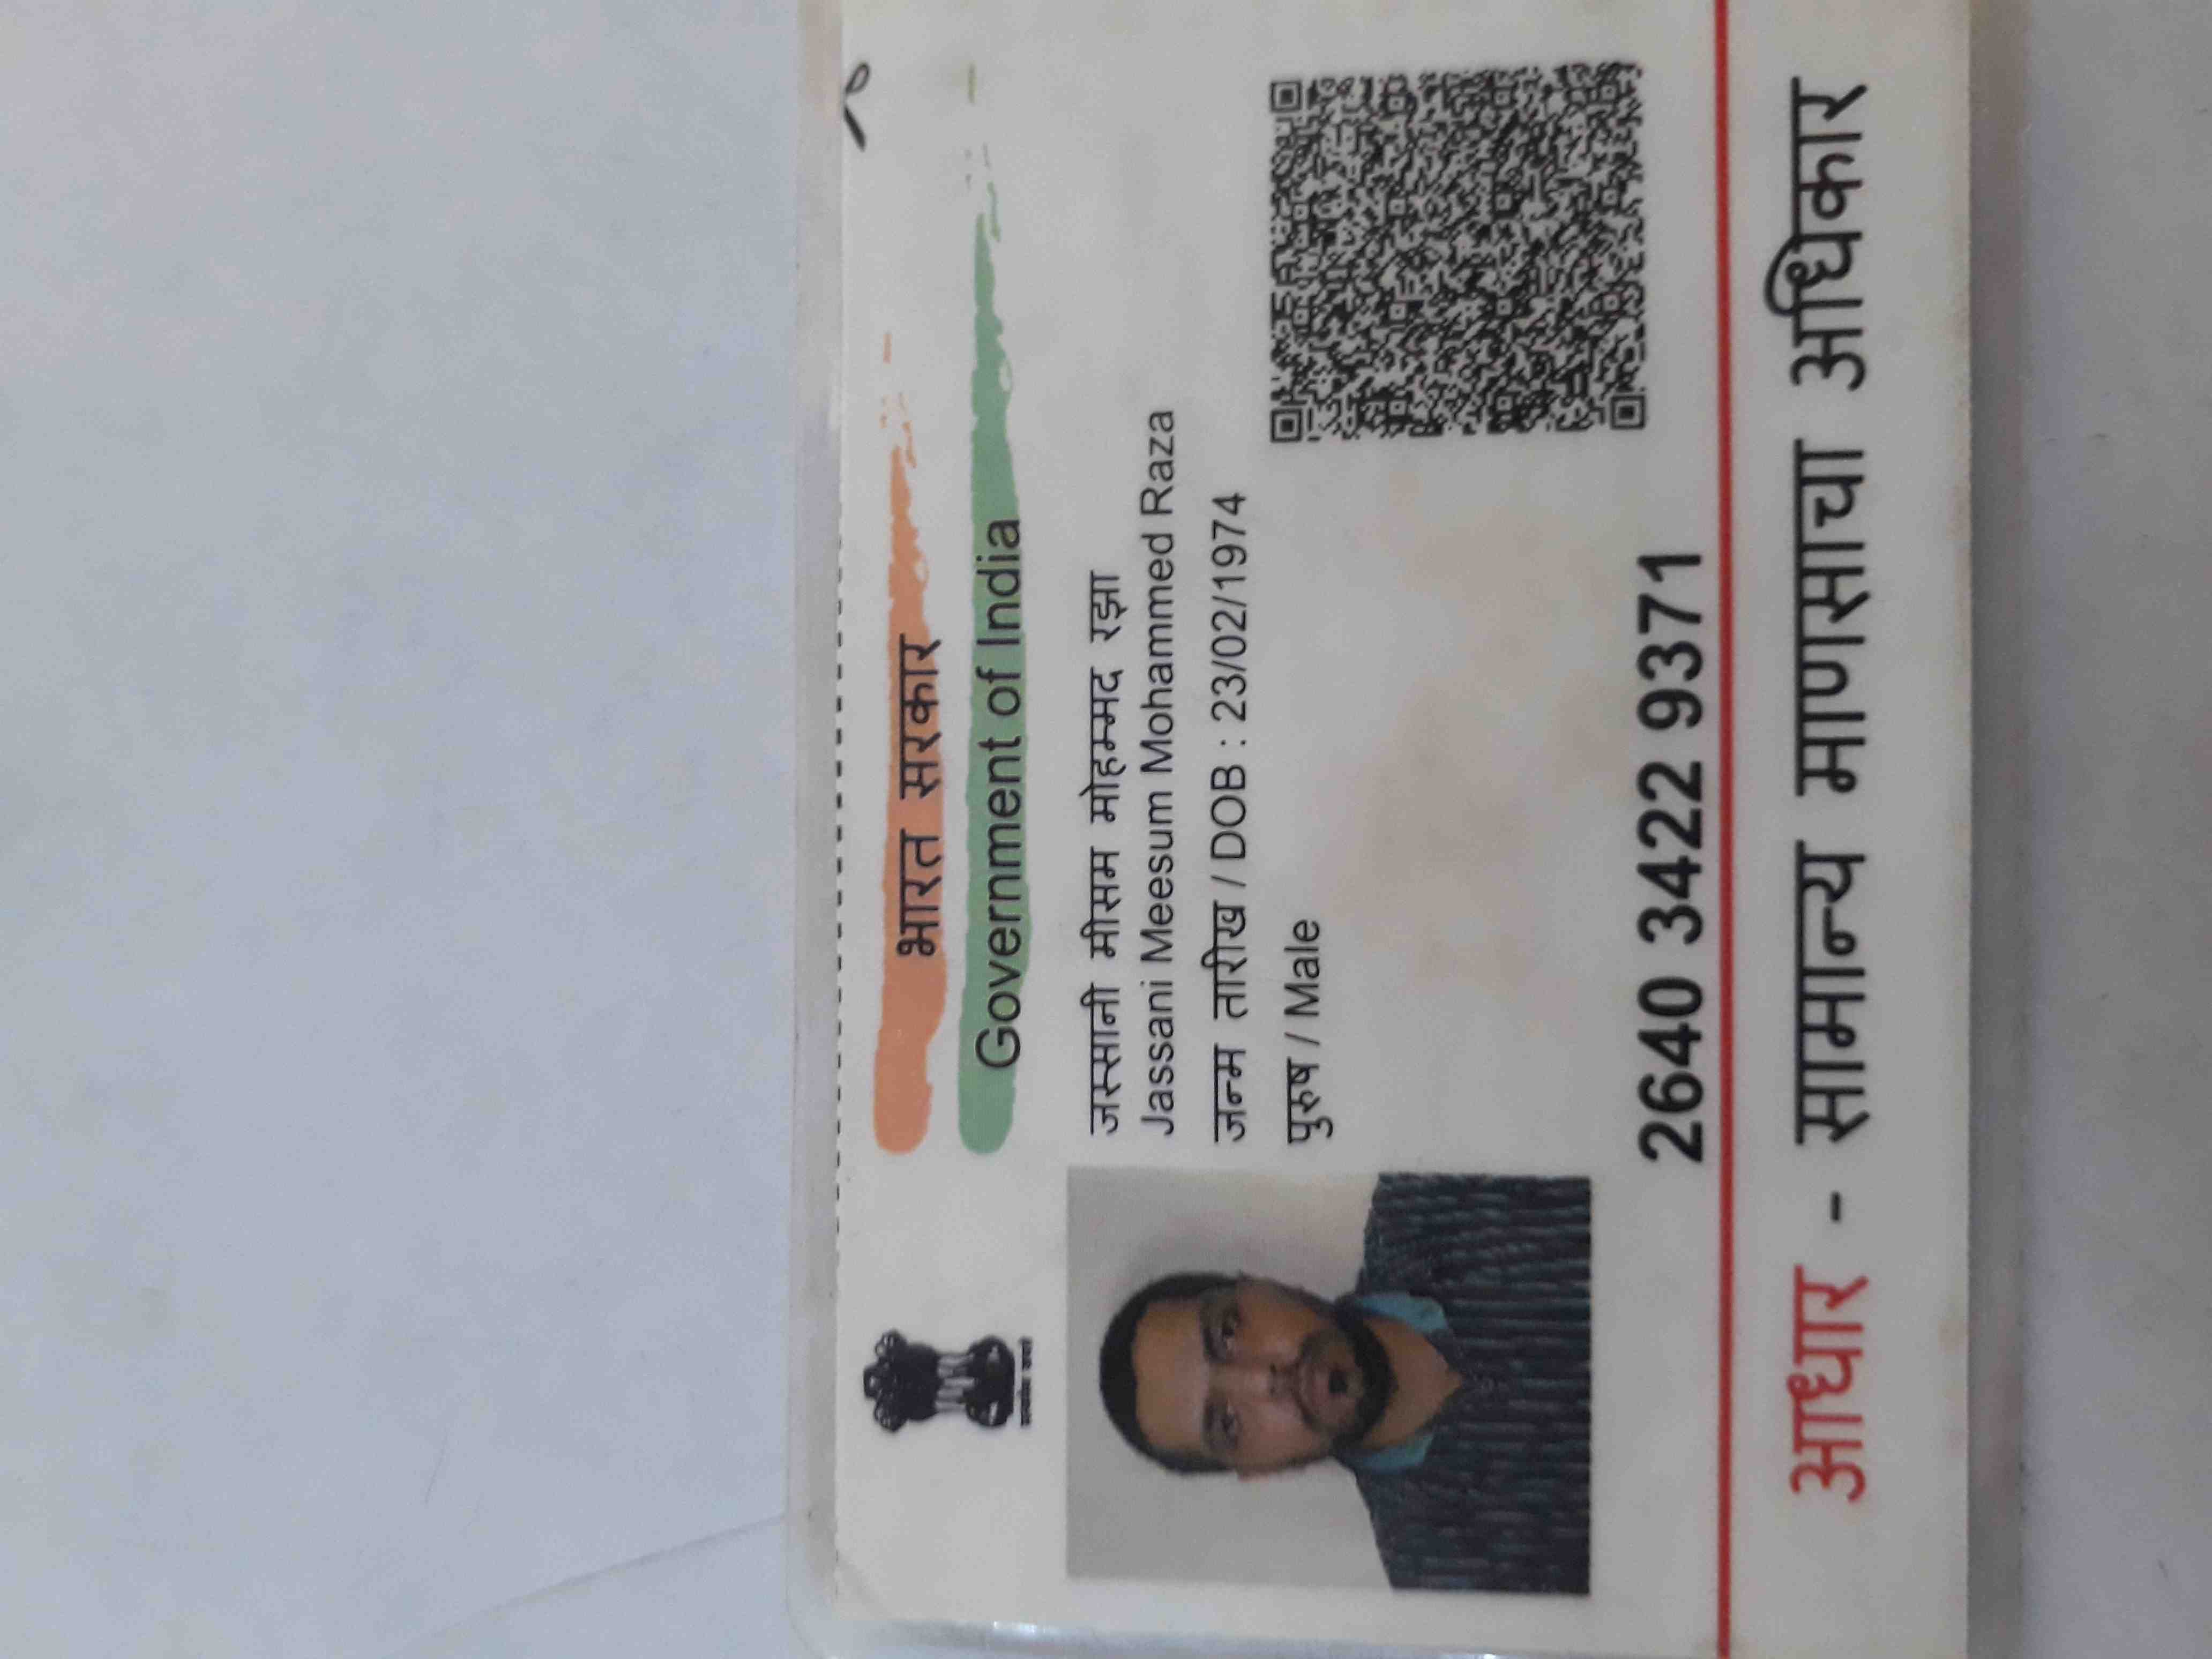 भारत सरकार
Government of India
जस्सानी मीसम मोहम्मद रझा
Jassani Meesum Mohammed Raza
जन्म तारीख / DOB : 23/02/1974
पुरुष / Male
2640 3422 9371
आधार - सामान्य माणसाचा अधिकार